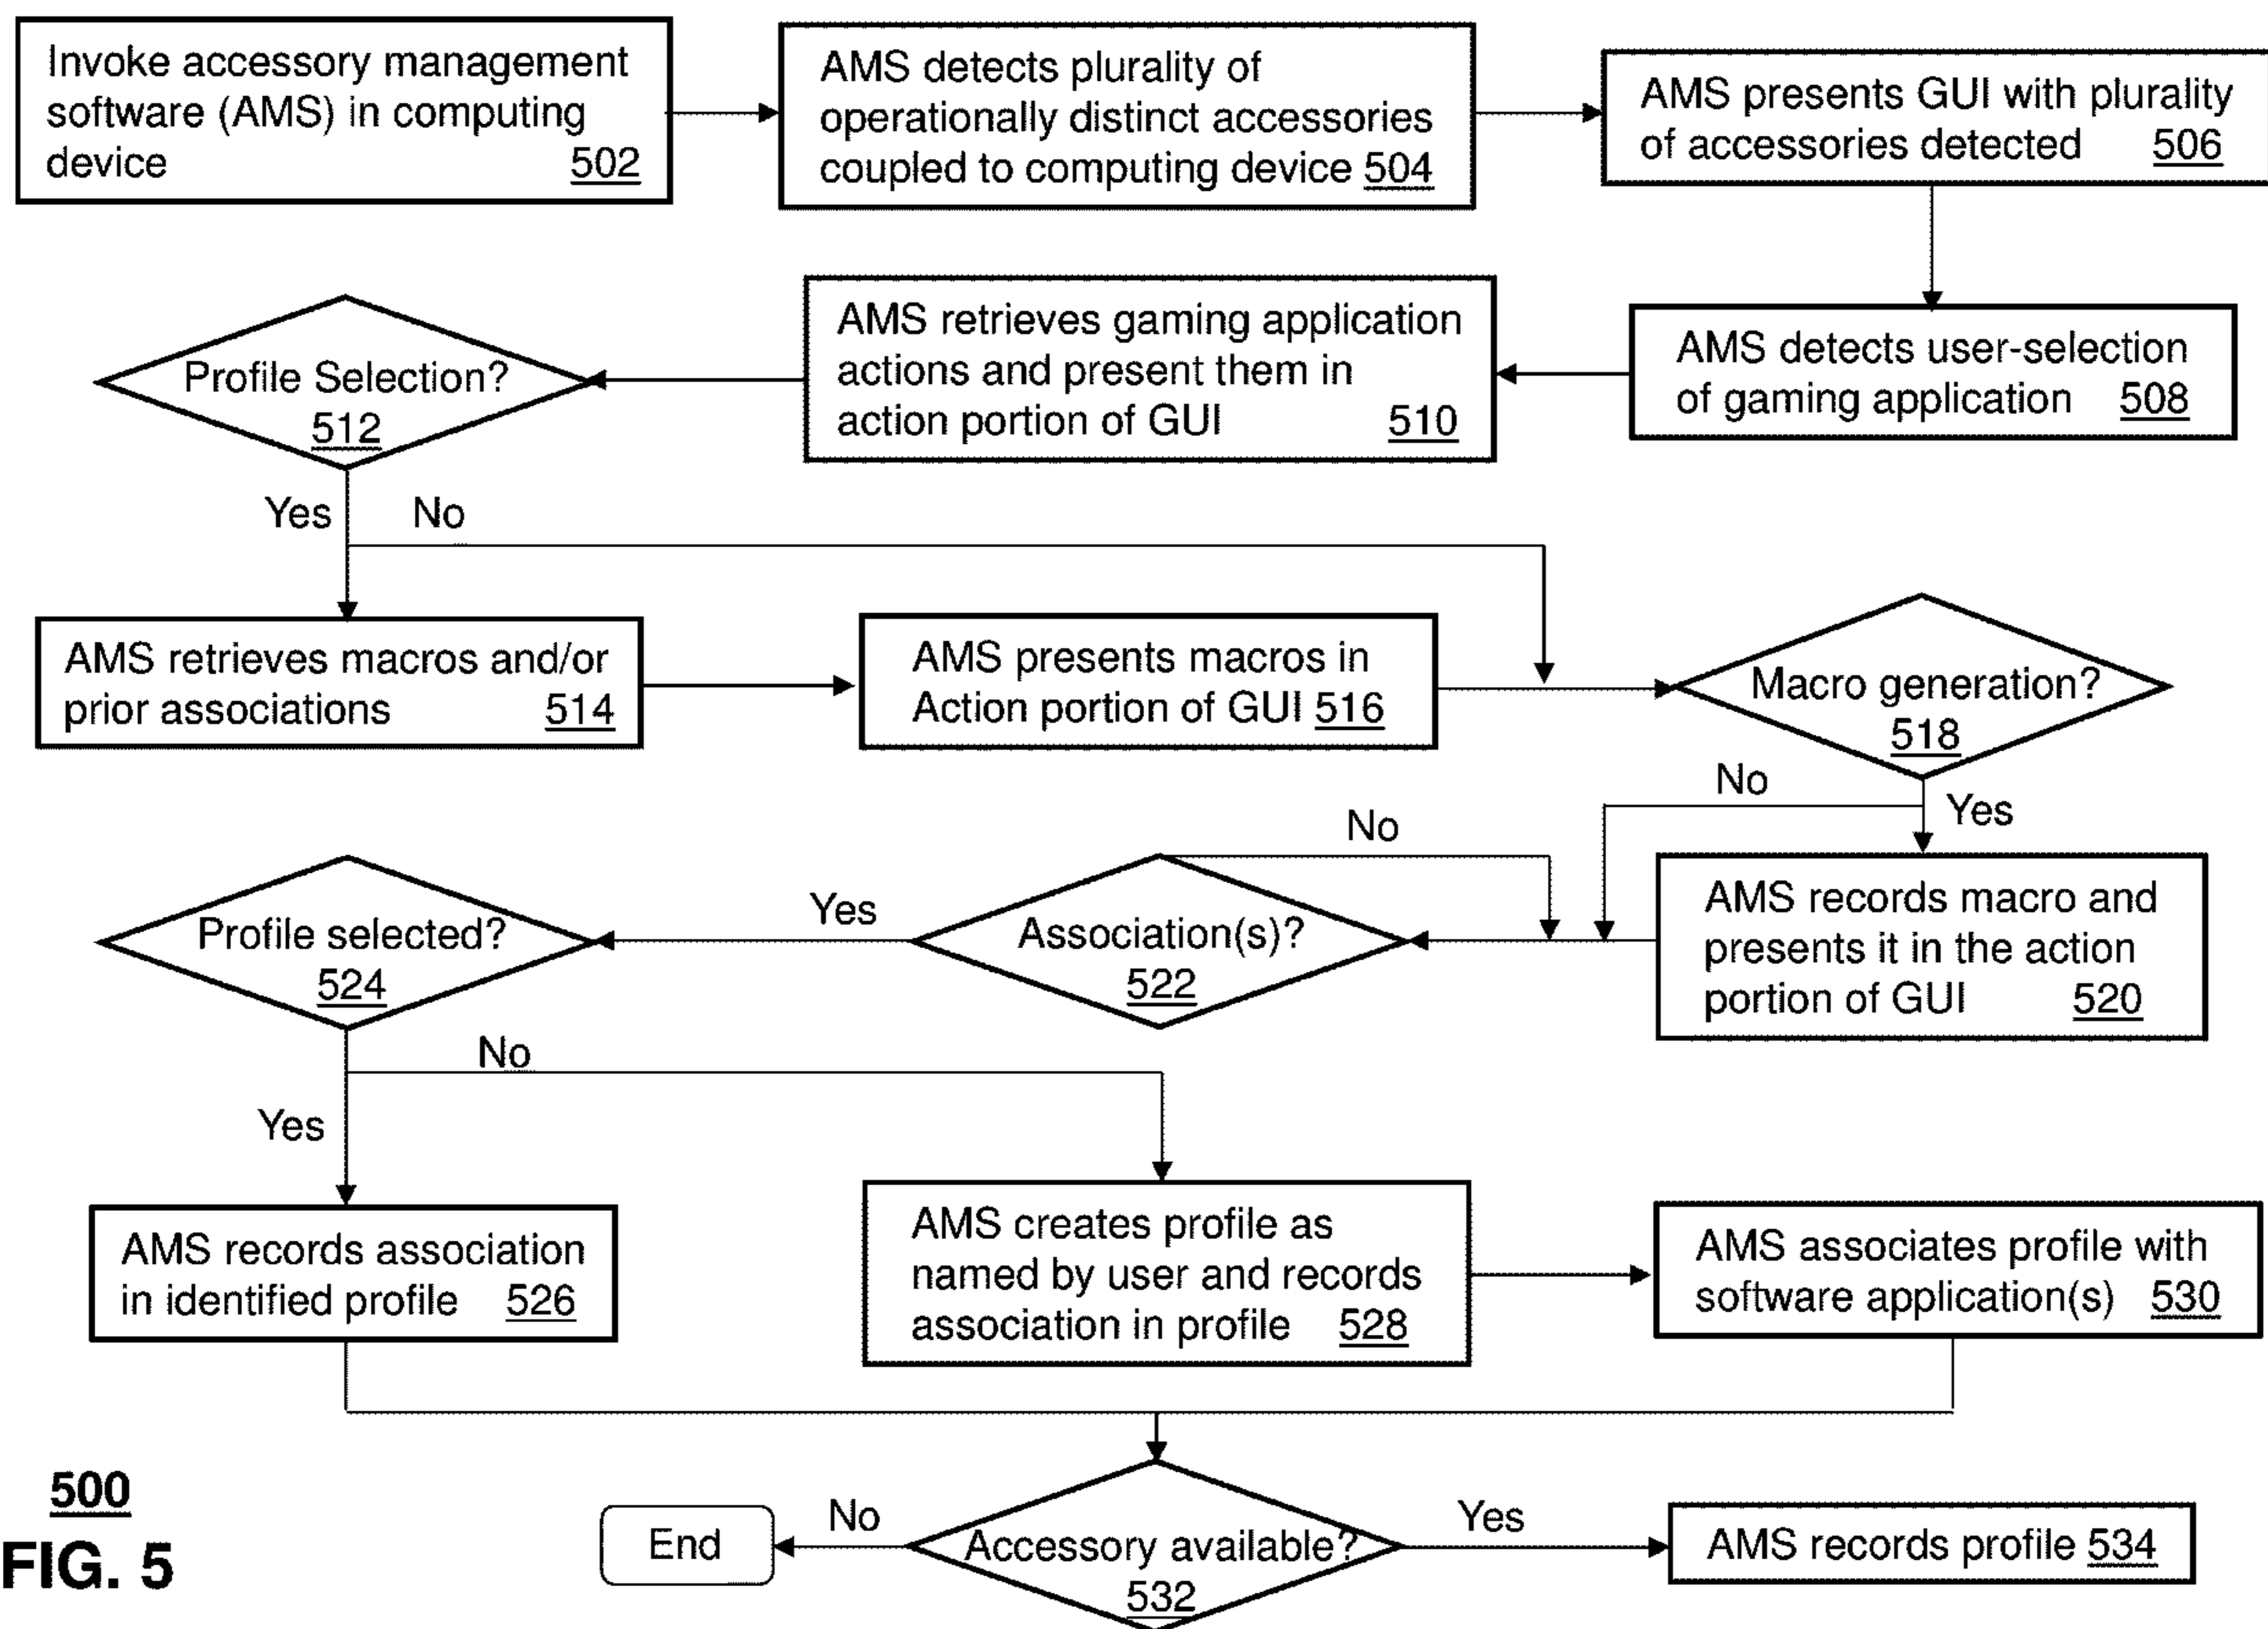 Invoke accessory management
software (AMS) in computing
device 502
AMS detects plurality of
operationally distinct accessories
coupled to computing device 504
AMS presents GUI with plurality
of accessories detected 506
AMS detects user-selection
of gaming application 508
AMS retrieves gaming application
actions and present them in
action portion of GUI 510
Profile Selection?
512
Yes
No
AMS retrieves macros and/or
prior associations 514
AMS presents macros in
Action portion of GUI 516
Macro generation?
518
No
Yes
AMS records macro and
presents it in the action
portion of GUI 520
No
Association(s)?
522
Yes
Profile selected?
524
No
Yes
AMS records association
in identified profile 526
AMS creates profile as
named by user and records
association in profile 528
AMS associates profile with
software application(s) 530
Accessory available?
532
No
End
Yes
AMS records profile 534
500
FIG. 5